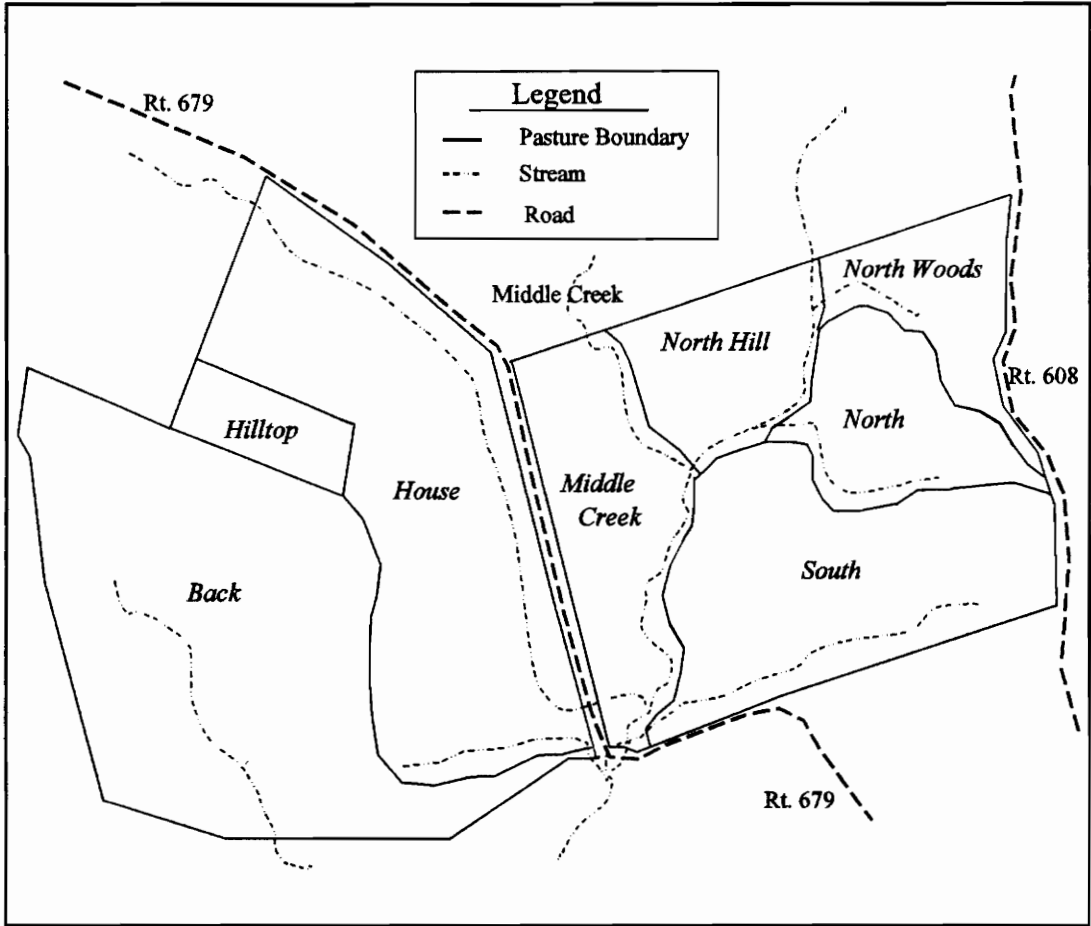 Rt. 679
Legend
Pasture Boundary
Stream
Road
North Woods
Middle Creek
North Hill
Rt. 608
Hilltop
North
House
Middle
Creek
South
Back
Rt. 679